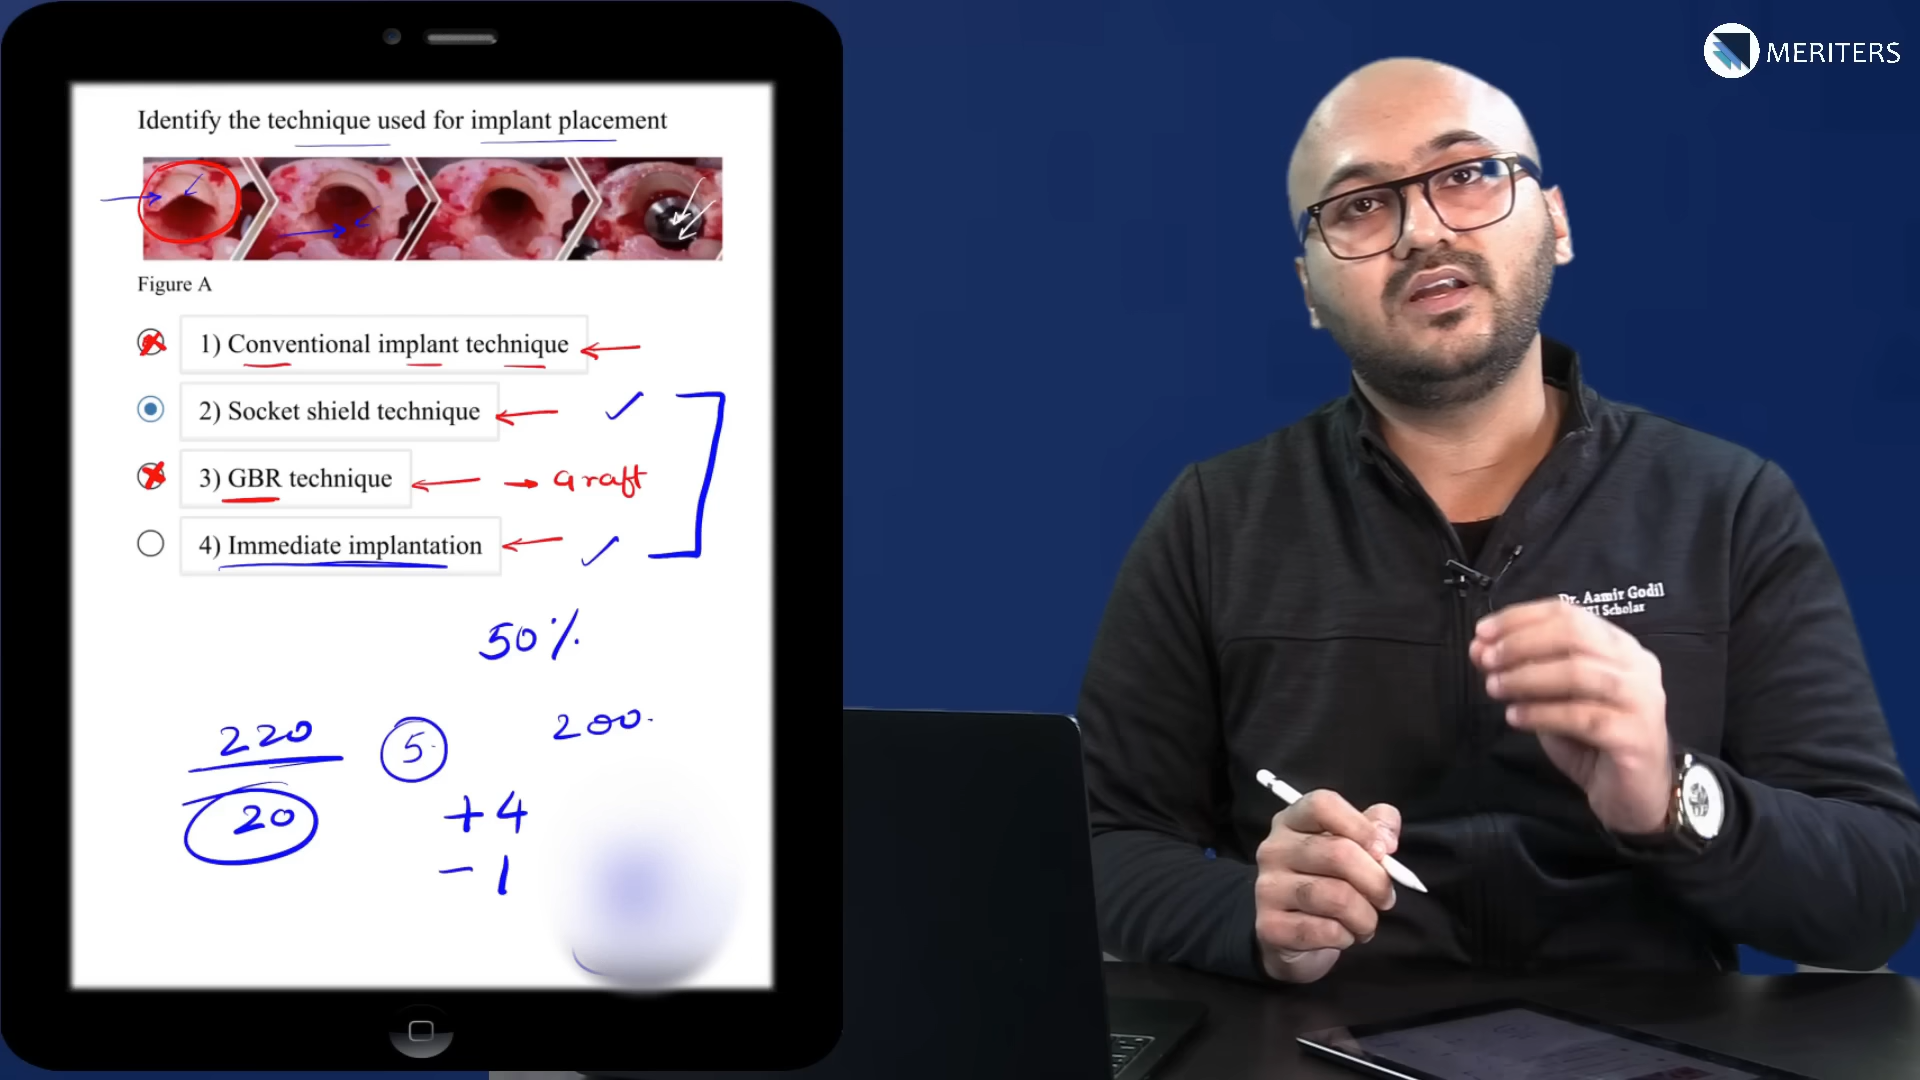 MERITERS
Identify the technique used for implant placement
Figure A
1) Conventional implant technique
2) Socket shield technique
3) GBR technique
Graft
4) Immediate implantation
50%
220
5
200
20
+4
-1
Dr. Aamir Godil
Scholar